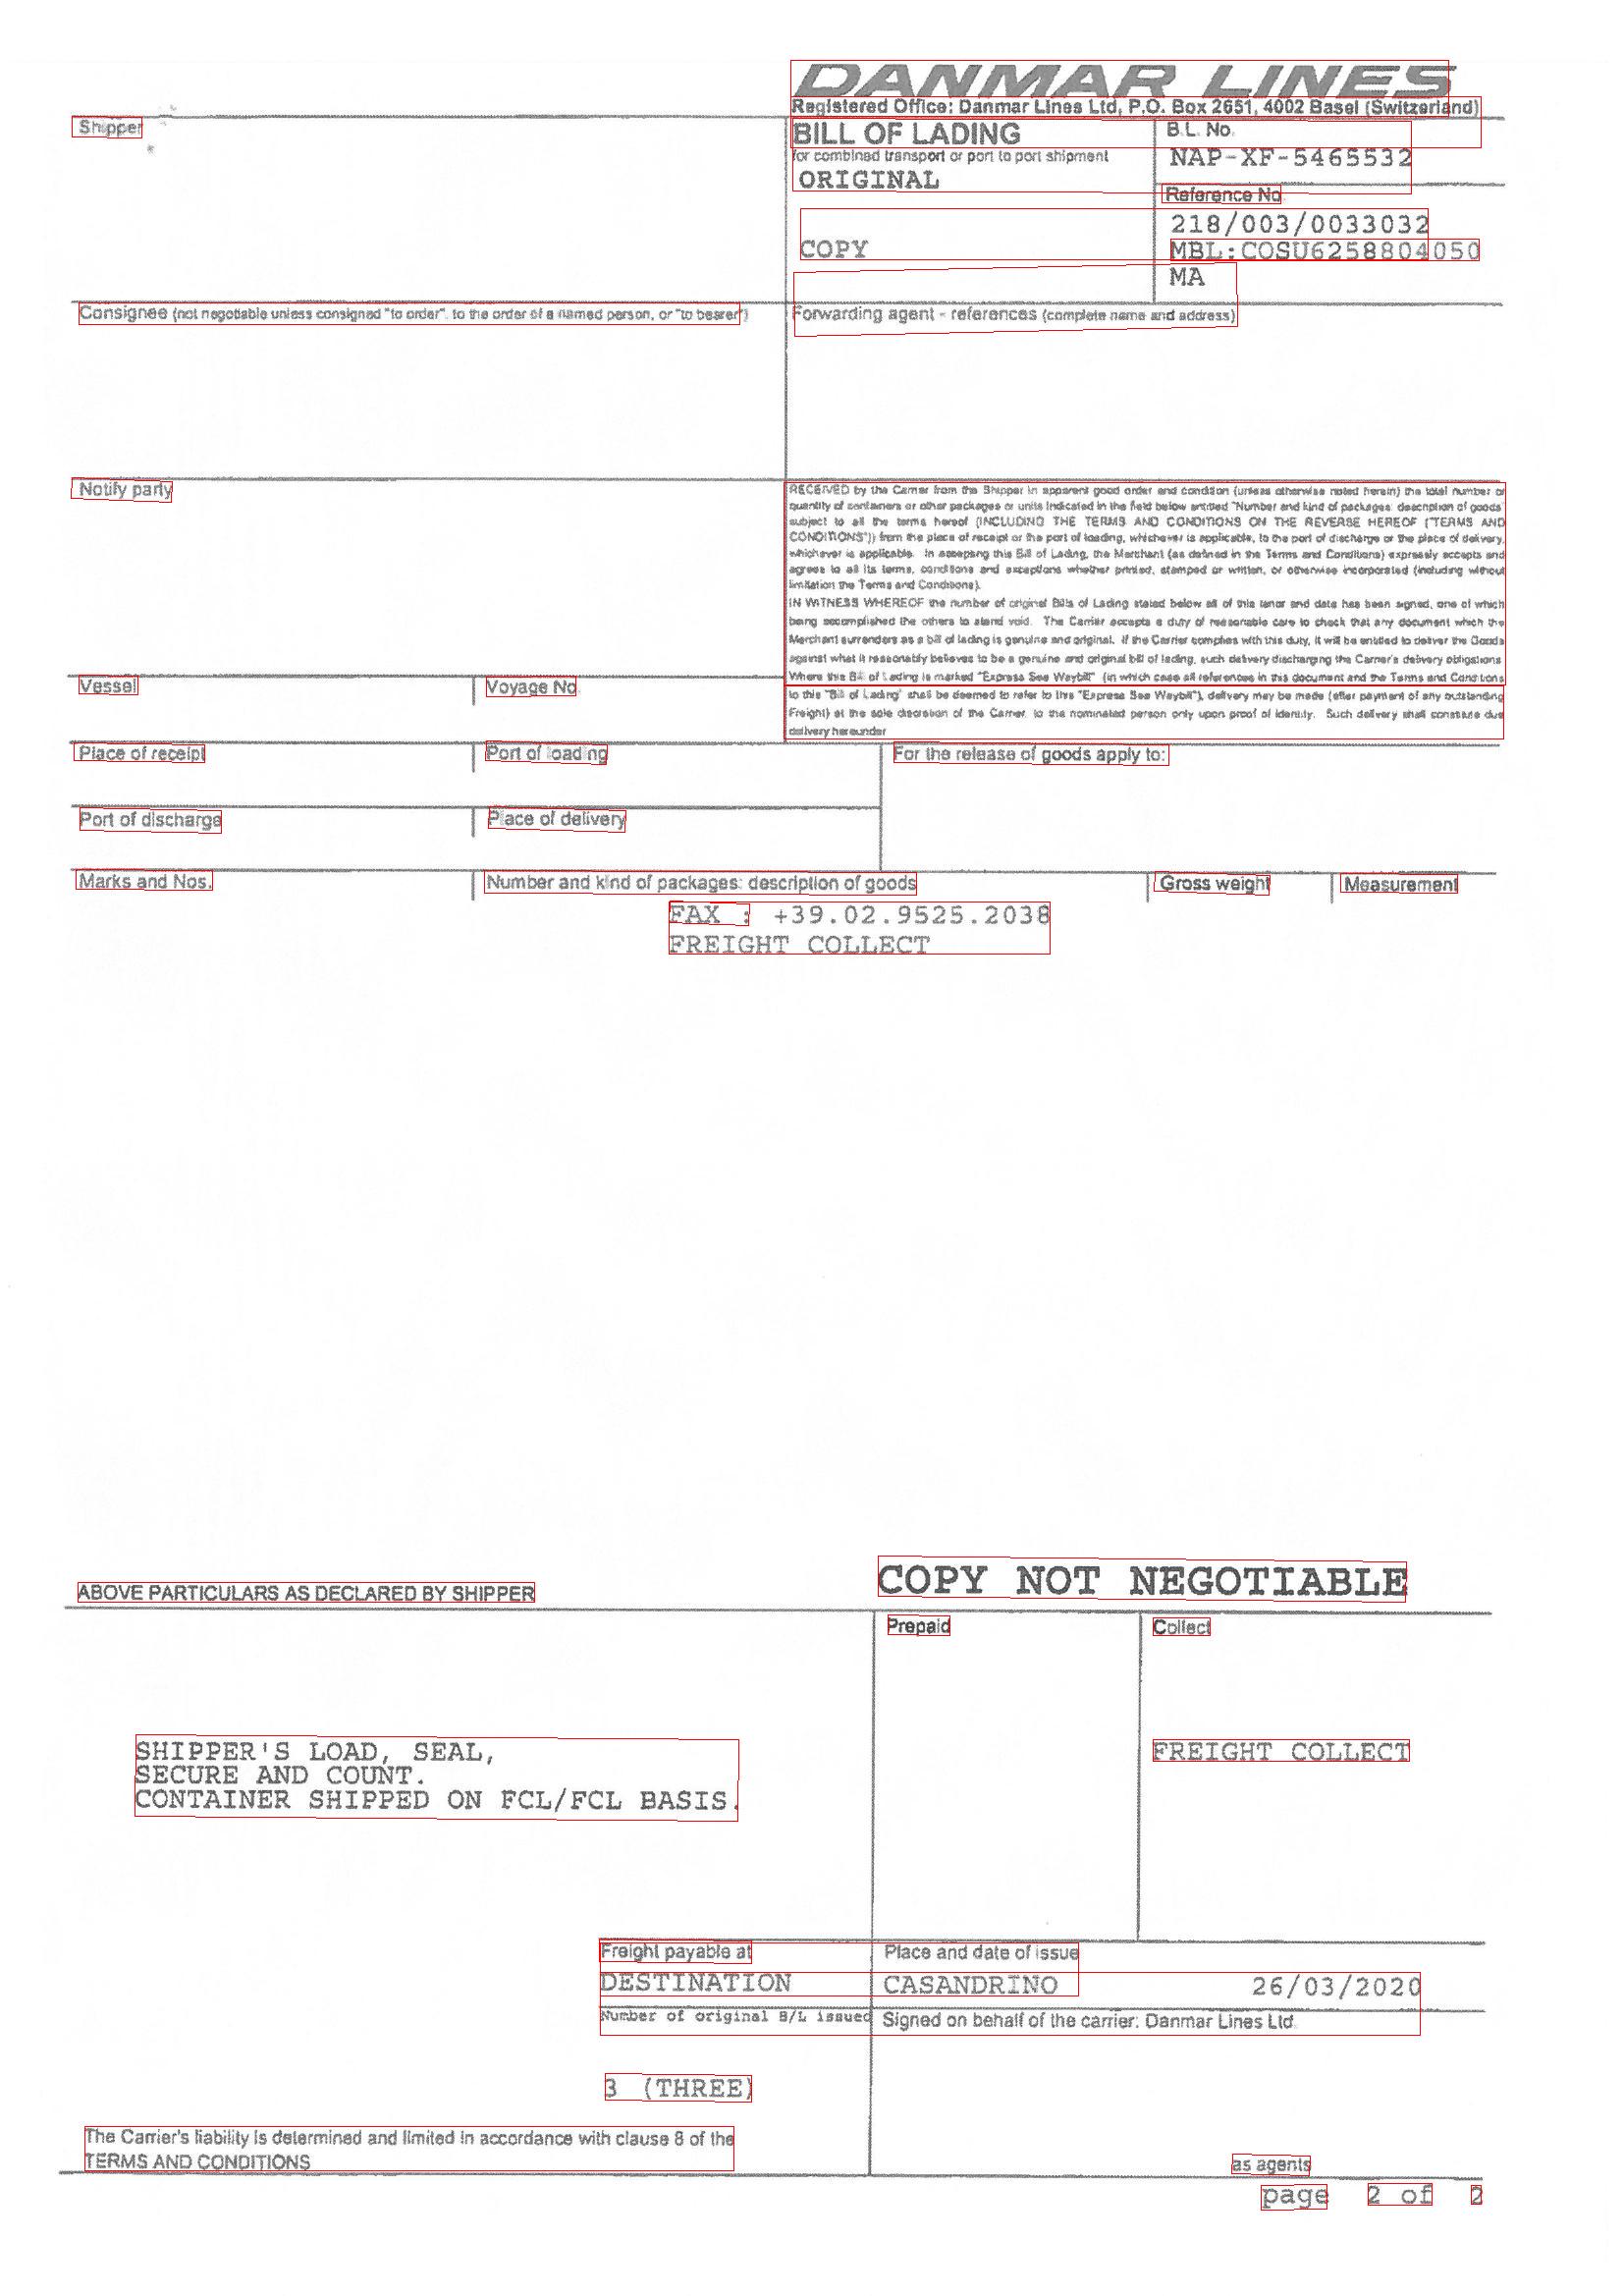 DANMAR LINES
Registered Office: Danmar Lines Ltd, P.O. Box 2651, 4002 Basel (Switzerland)
Shipper
BILL OF LADING
for combined transport or port to port shipment
ORIGINAL
B.L. No.
NAP-XF-5465532
Reference No
218/003/0033032
COPY
MBL:COSU6258804050
MA
Consignee (not negotiable unless consigned "to order". to the order of a named person, or "to bearer")
Forwarding agent - references (complete name and address)
Notify party
RECEIVED by the Carrier from the Shipper in apparent good order and condition (unless otherwise noted herein) the total number or
quantity of containers or other packages or units indicated in the field below entitled "Number and kind of packages: description of goods"
subject to all the terms hereof (INCLUDING THE TERMS AND CONDITIONS ON THE REVERSE HEREOF ("TERMS AND
CONDITIONS")) from the place of receipt or the port of loading, whichever is applicable, to the port of discharge or the place of delivery,
whichever is applicable. In accepting this Bill of Lading, the Merchant (as defined in the Terms and Conditions) expressly accepts and
agrees to all its terms, conditions and exceptions whether printed, stamped or written, or otherwise incorporated (including without
limitation the Terms and Conditions).
IN WITNESS WHEREOF the number of original Bills of Lading stated below all of this tenor and date has been signed, one of which
being accomplished the others to stand void. The Carrier accepts a duty of reasonable care to check that any document which the
Merchant surrenders as a bill of lading is genuine and original. If the Carrier complies with this duty, it will be entitled to deliver the Goods
against what it reasonably believes to be a genuine and original bill of lading, such delivery discharging the Carrier's delivery obligations
Where this Bill of Lading is marked "Express Sea Waybill" (in which case all references in this document and the Terms and Conditions
to this "Bill of Lading" shall be deemed to refer to this "Express Sea Waybill"), delivery may be made (after payment of any outstanding
Freight) at the sole discretion of the Carrier, to the nominated person only upon proof of identity. Such delivery shall constitute due
delivery hereunder
Vessel
Voyage No
Place of receipt
Port of loading
For the release of goods apply to:
Port of discharge
Place of delivery
Marks and Nos.
Number and kind of packages: description of goods
Gross weight
Measurement
FAX : +39.02.9525.2038
FREIGHT COLLECT
COPY NOT NEGOTIABLE
ABOVE PARTICULARS AS DECLARED BY SHIPPER
Prepaid
Collect
SHIPPER'S LOAD, SEAL,
SECURE AND COUNT.
CONTAINER SHIPPED ON FCL/FCL BASIS.
FREIGHT COLLECT
Freight payable at
Place and date of issue
DESTINATION
CASANDRINO 26/03/2020
Number of original B/L issued
Signed on behalf of the carrier: Danmar Lines Ltd.
3 (THREE)
The Carrier's liability is determined and limited in accordance with clause 8 of the
TERMS AND CONDITIONS
as agents
page 2 of 2